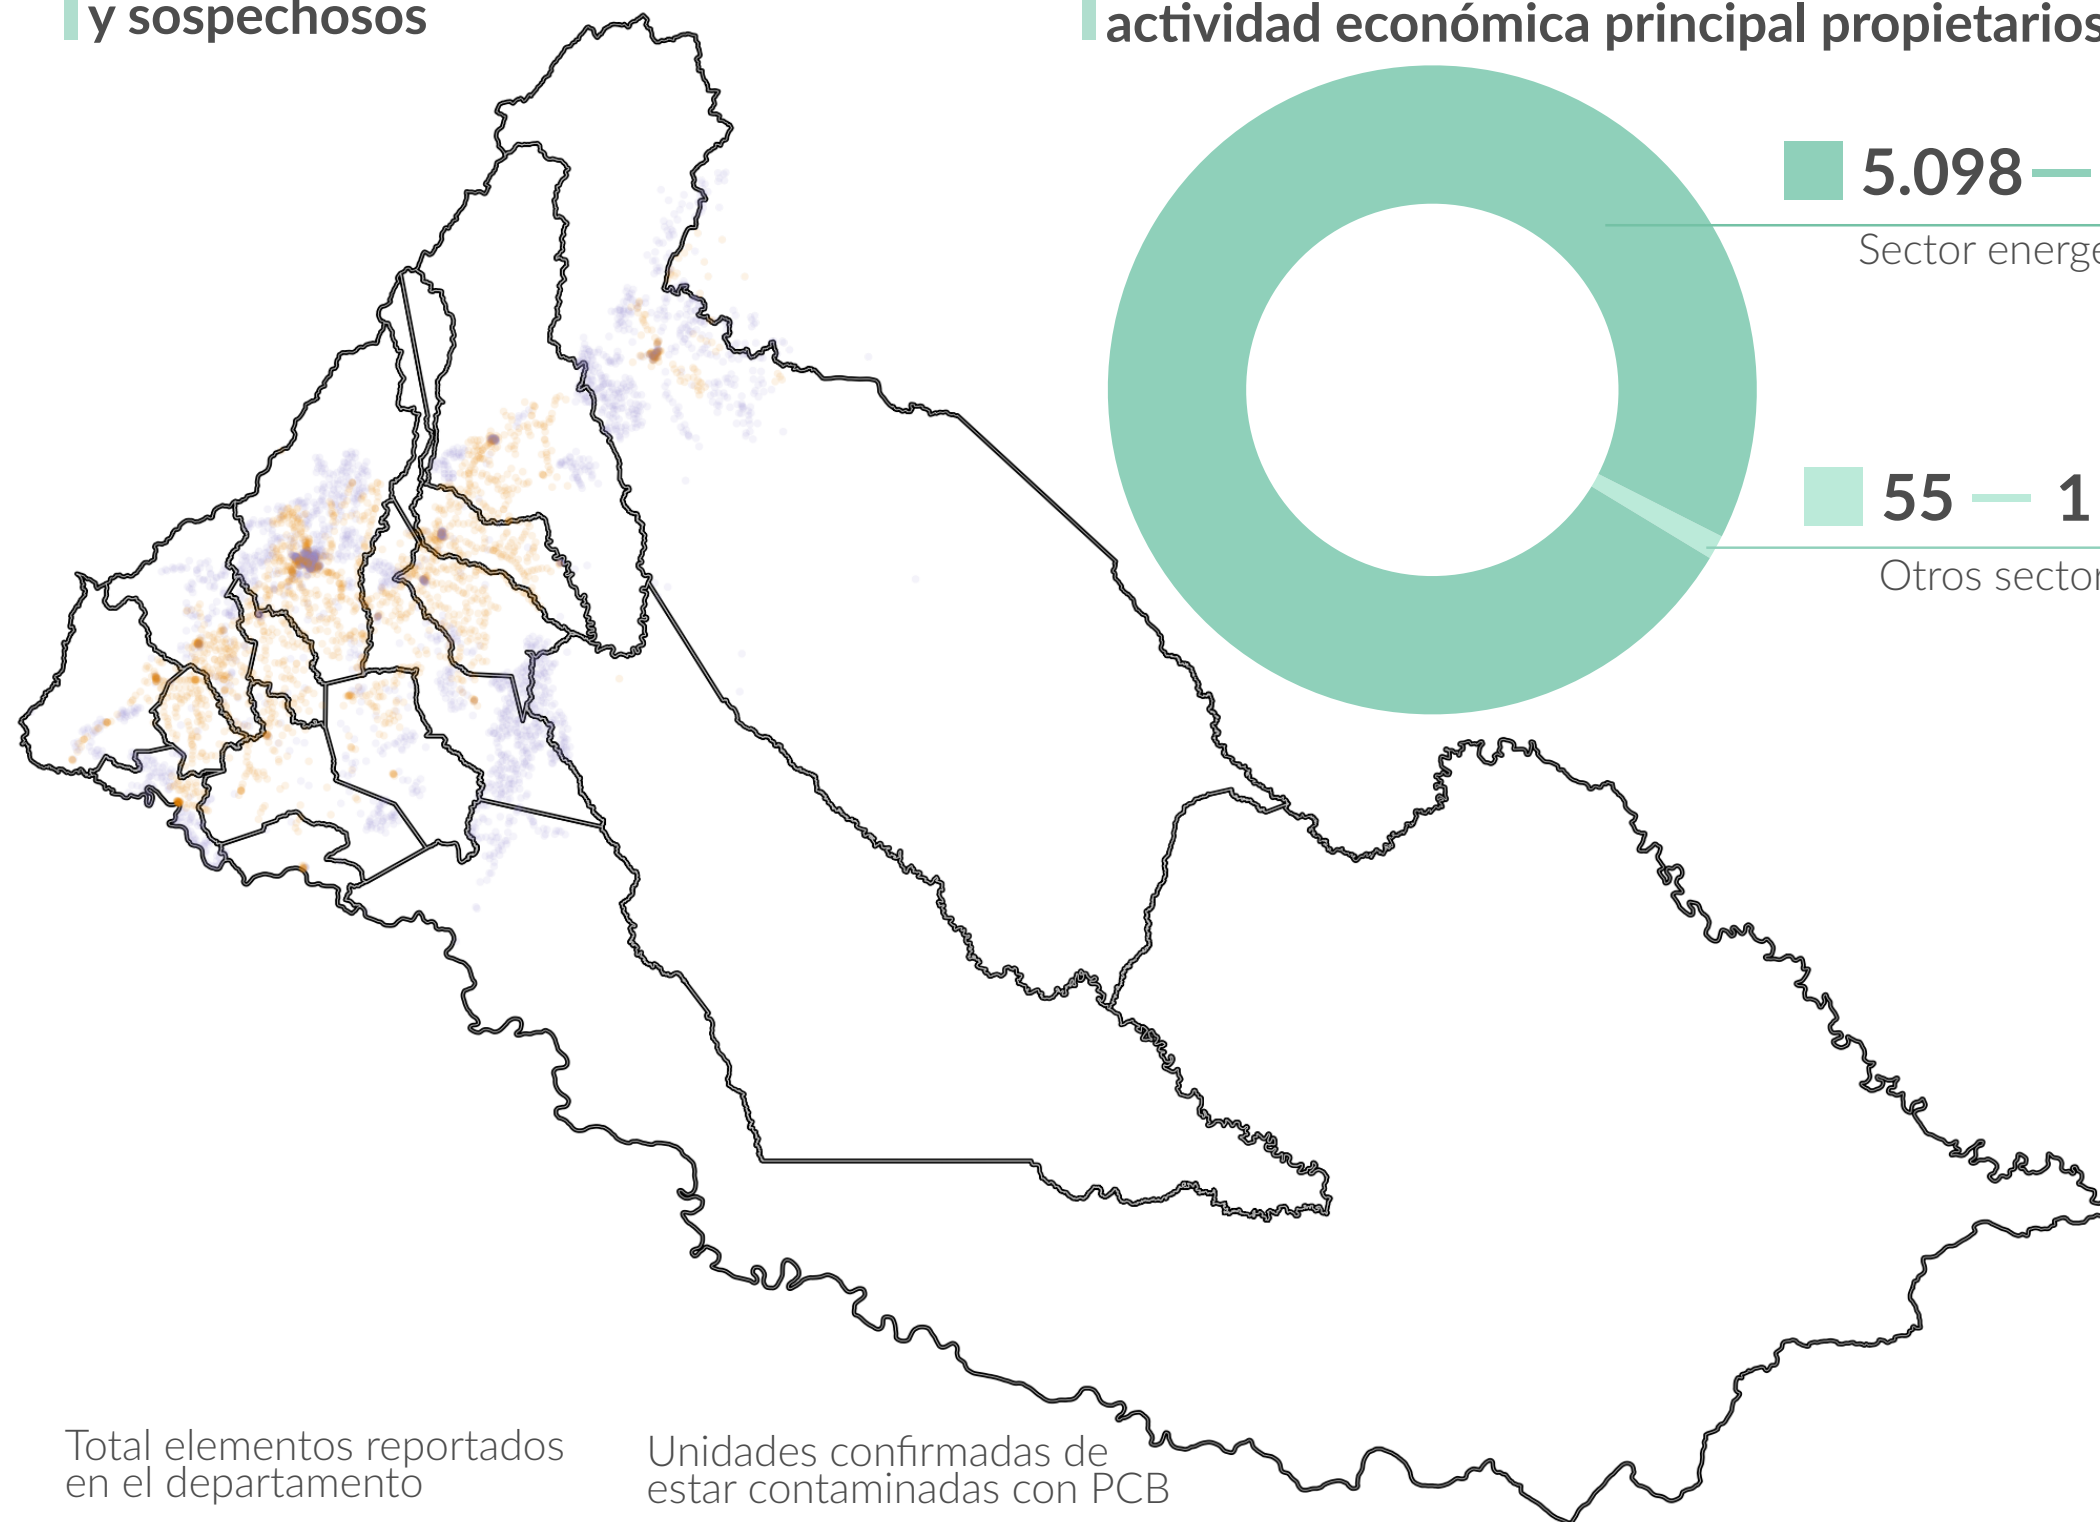 y sospechosos
actividad económica principal propietarios
5.098
Sector energé
55 — 1
Otros sector
Total elementos reportados
en el departamento
Unidades confirmadas de
estar contaminadas con PCB